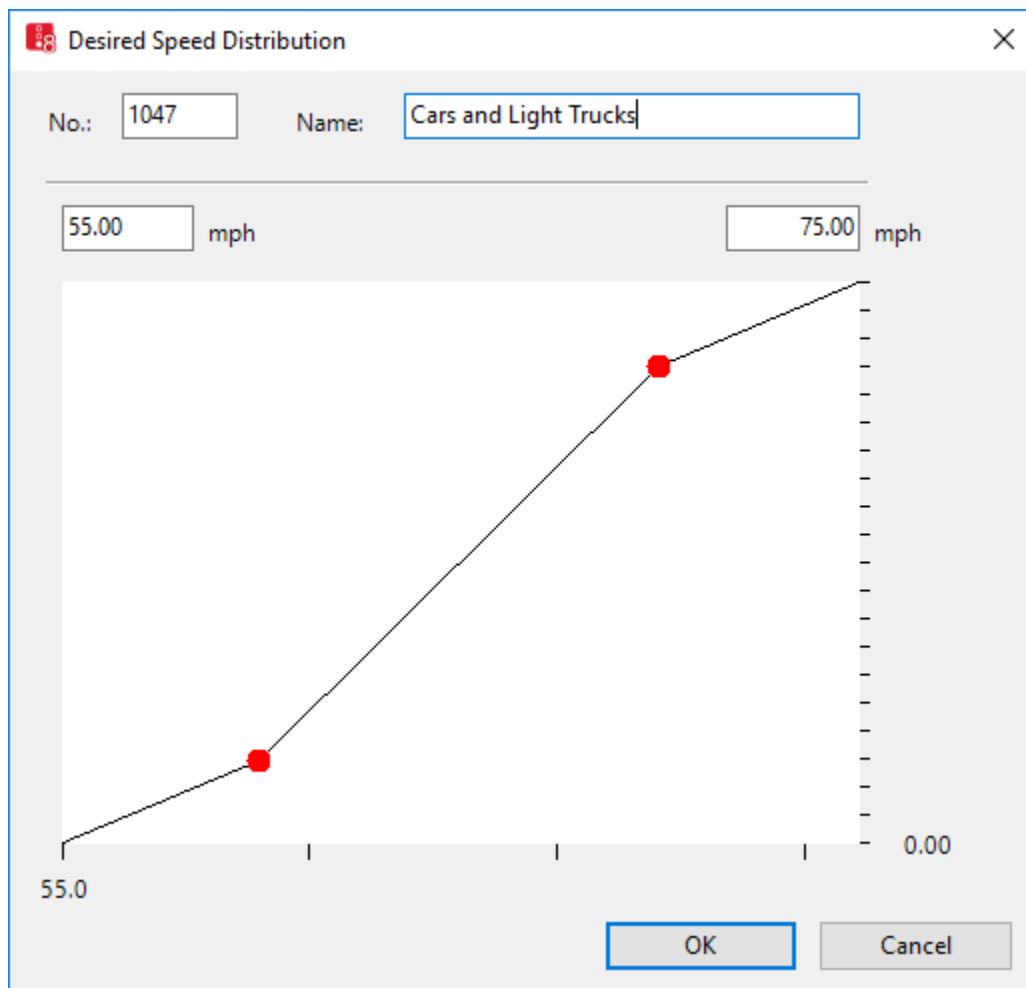 Desired Speed Distribution
No.: 1047 Name: Cars and Light Trucks
55.00 mph 75.00 mph
0.00
55.0
OK Cancel